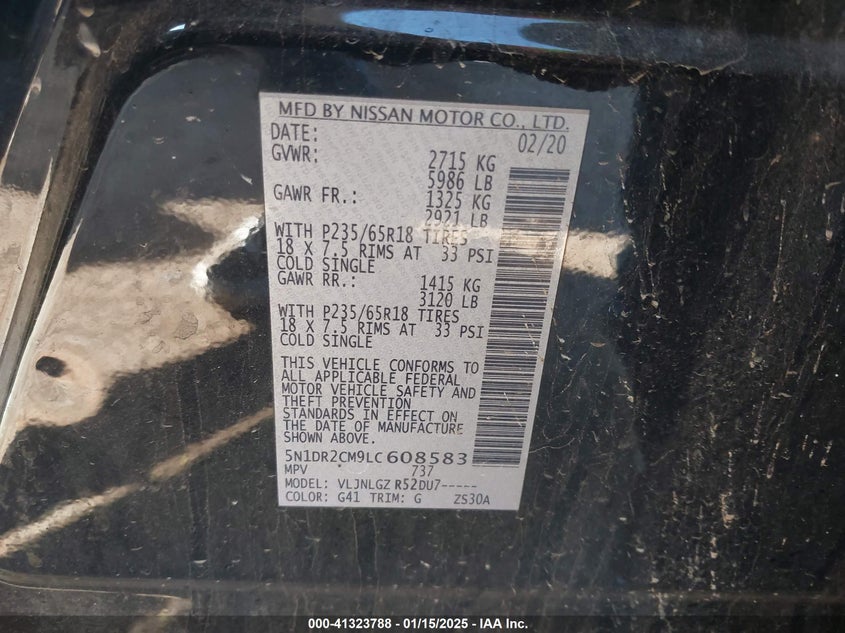 MFD BY NISSAN MOTOR CO., LTD.
DATE: 02/20
GVWR: 2715 KG
5986 LB
GAWR FR.: 1325 KG
2921 LB
WITH P235/65R18 TIRES
18 X 7.5 RIMS AT 33 PSI
COLD SINGLE
GAWR RR.: 1415 KG
3120 LB
WITH P235/65R18 TIRES
18 X 7.5 RIMS AT 33 PSI
COLD SINGLE
THIS VEHICLE CONFORMS TO
ALL APPLICABLE FEDERAL
MOTOR VEHICLE SAFETY AND
THEFT PREVENTION
STANDARDS IN EFFECT ON
THE DATE OF MANUFACTURE
SHOWN ABOVE.
5N1DR2CM9LC608583
MPV 737
MODEL: VLJNLGZ R52DU7-----
COLOR: G41 TRIM: G ZS30A
000-41323788 - 01/15/2025 - IAA Inc.